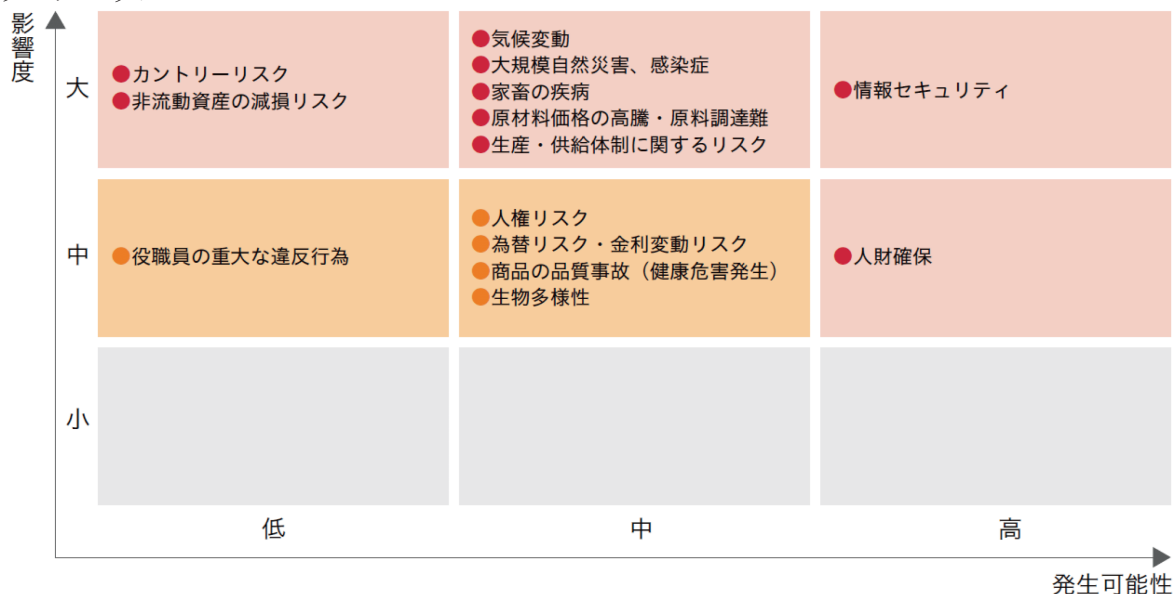 影響度
大
●カントリーリスク
●非流動資産の減損リスク
●気候変動
●大規模自然災害、感染症
●家畜の疾病
●原材料価格の高騰・原料調達難
●生産・供給体制に関するリスク
●情報セキュリティ
中
●役職員の重大な違反行為
●人権リスク
●為替リスク・金利変動リスク
●商品の品質事故（健康危害発生）
●生物多様性
●人財確保
小
低
中
高
発生可能性